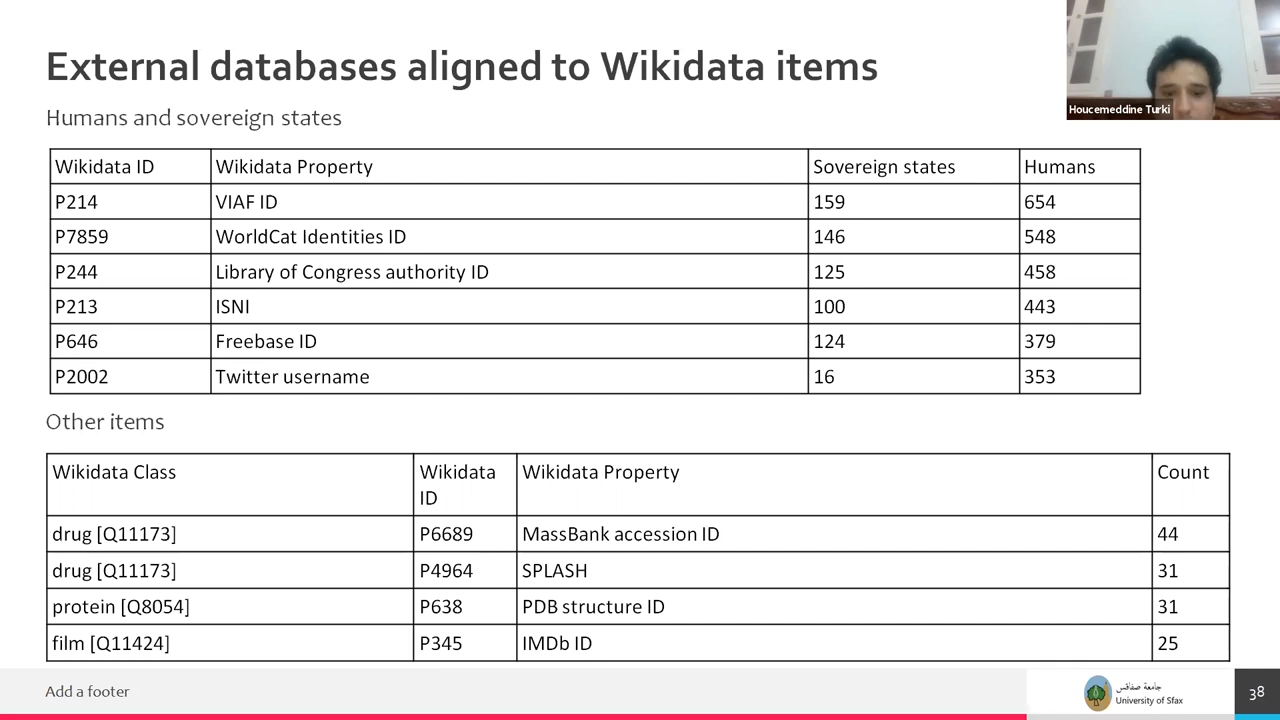 External databases aligned to Wikidata items
Houcemeddine Turki
Humans and sovereign states
Wikidata ID Wikidata Property Sovereign states Humans
P214 VIAF ID 159 654
P7859 WorldCat Identities ID 146 548
P244 Library of Congress authority ID 125 458
P213 ISNI 100 443
P646 Freebase ID 124 379
P2002 Twitter username 16 353
Other items
Wikidata Class Wikidata Wikidata Property Count
ID
drug [Q11173] P6689 MassBank accession ID 44
drug [Q11173] P4964 SPLASH 31
protein [Q8054] P638 PDB structure ID 31
film [Q11424] P345 IMDb ID 25
Add a footer
جامعة صفاقس
University of Sfax
38